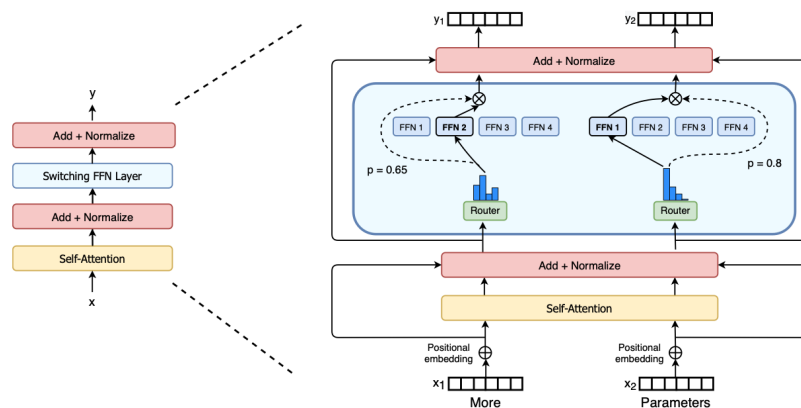 y
Add + Normalize
Switching FFN Layer
Add + Normalize
Self-Attention
x
y1
y2
Add + Normalize
FFN 1
FFN 2
FFN 3
FFN 4
FFN 1
FFN 2
FFN 3
FFN 4
p = 0.65
p = 0.8
Router
Router
Add + Normalize
Self-Attention
Positional
embedding
Positional
embedding
x1
x2
More
Parameters